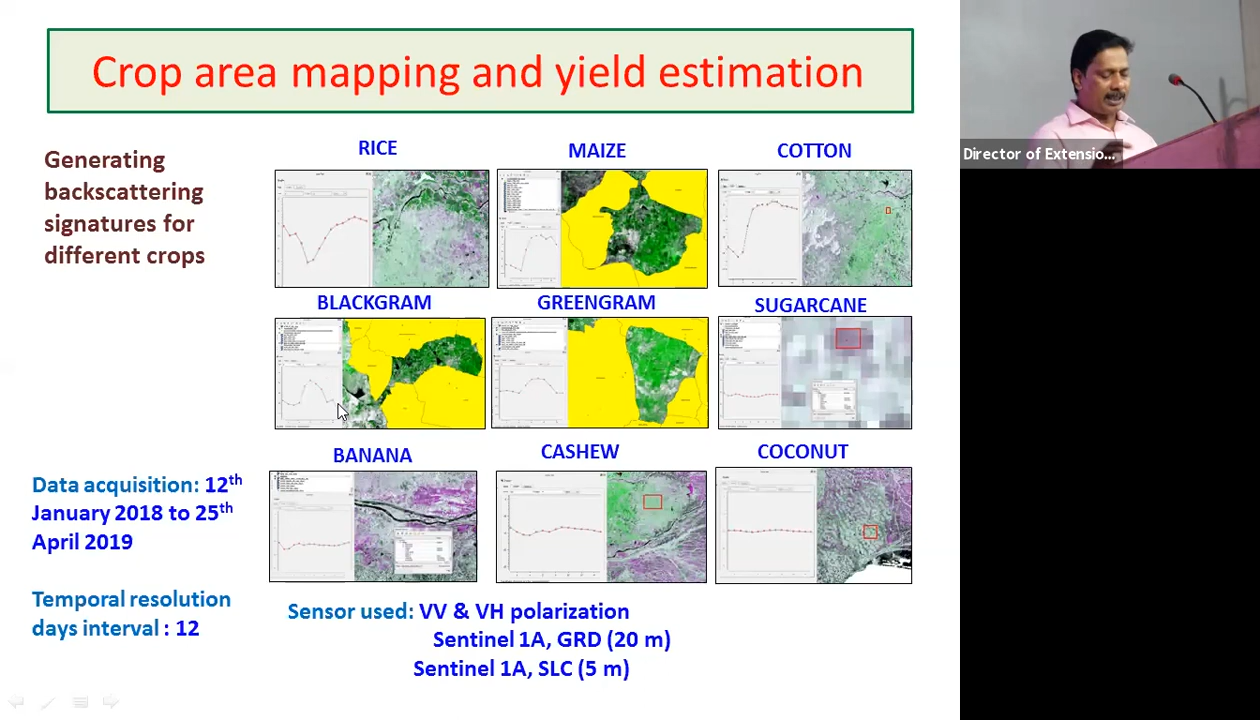 Crop area mapping and yield estimation
Generating
backscattering
signatures for
different crops
RICE
MAIZE
COTTON
BLACKGRAM
GREENGRAM
SUGARCANE
BANANA
CASHEW
COCONUT
Data acquisition: 12th
January 2018 to 25th
April 2019
Temporal resolution
days interval : 12
Sensor used: VV & VH polarization
Sentinel 1A, GRD (20 m)
Sentinel 1A, SLC (5 m)
Director of Extensio...